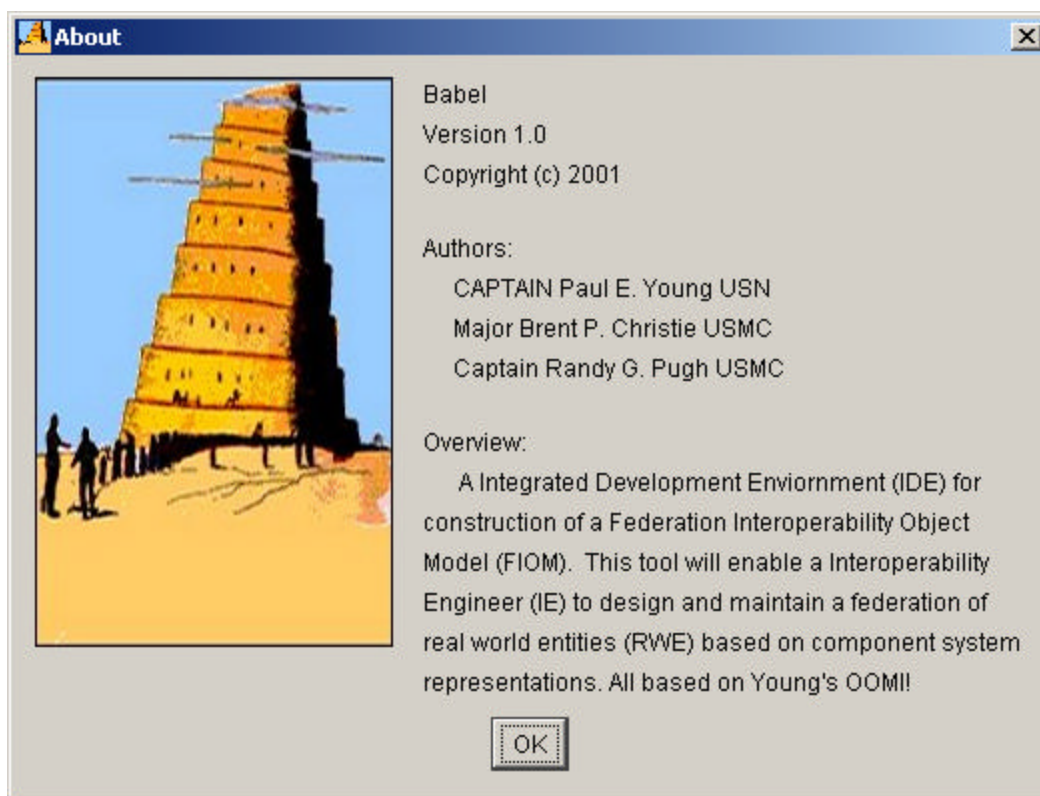 About
Babel
Version 1.0
Copyright (c) 2001
Authors:
CAPTAIN Paul E. Young USN
Major Brent P. Christie USMC
Captain Randy G. Pugh USMC
Overview:
A Integrated Development Enviornment (IDE) for
construction of a Federation Interoperability Object
Model (FIOM).  This tool will enable a Interoperability
Engineer (IE) to design and maintain a federation of
real world entities (RWE) based on component system
representations. All based on Young's OOMI!
OK